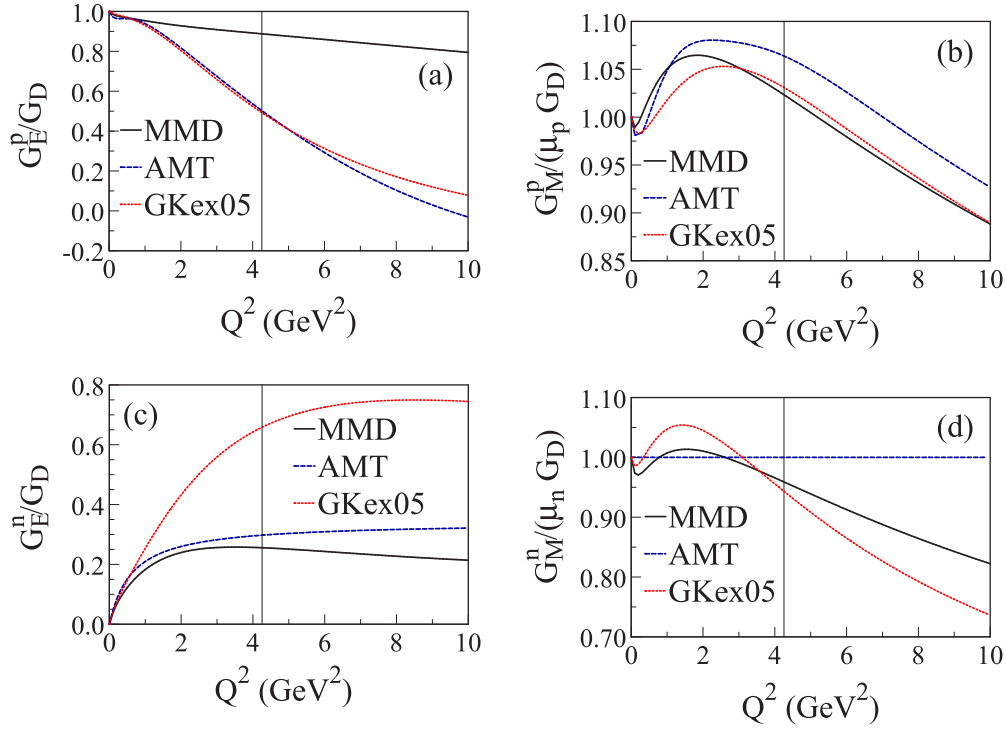 1.0
0.8
0.6
0.4
0.2
0.0
-0.2
G_E^p/G_D
(a)
MMD
AMT
GKex05
0 2 4 6 8 10
Q^2 (GeV^2)
1.10
1.05
1.00
0.95
0.90
0.85
G_M^p/(μ_p G_D)
(b)
MMD
AMT
GKex05
0 2 4 6 8 10
Q^2 (GeV^2)
0.8
0.6
0.4
0.2
0.0
G_E^n/G_D
(c)
MMD
AMT
GKex05
0 2 4 6 8 10
Q^2 (GeV^2)
1.10
1.00
0.90
0.80
0.70
G_M^n/(μ_n G_D)
(d)
MMD
AMT
GKex05
0 2 4 6 8 10
Q^2 (GeV^2)